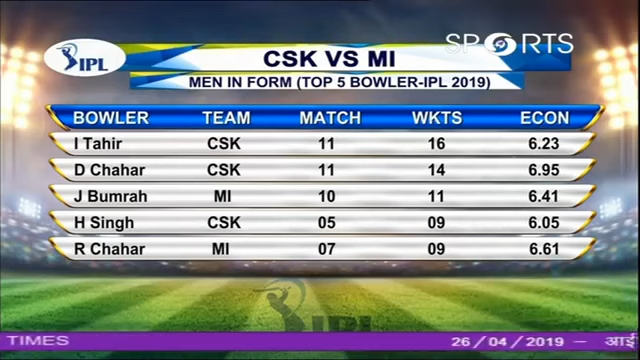 IPL
CSK VS MI
SPORTS
MEN IN FORM (TOP 5 BOWLER-IPL 2019)
BOWLER TEAM MATCH WKTS ECON
I Tahir CSK 11 16 6.23
D Chahar CSK 11 14 6.95
J Bumrah MI 10 11 6.41
H Singh CSK 05 09 6.05
R Chahar MI 07 09 6.61
IPL
TIMES 26/04/2019 –